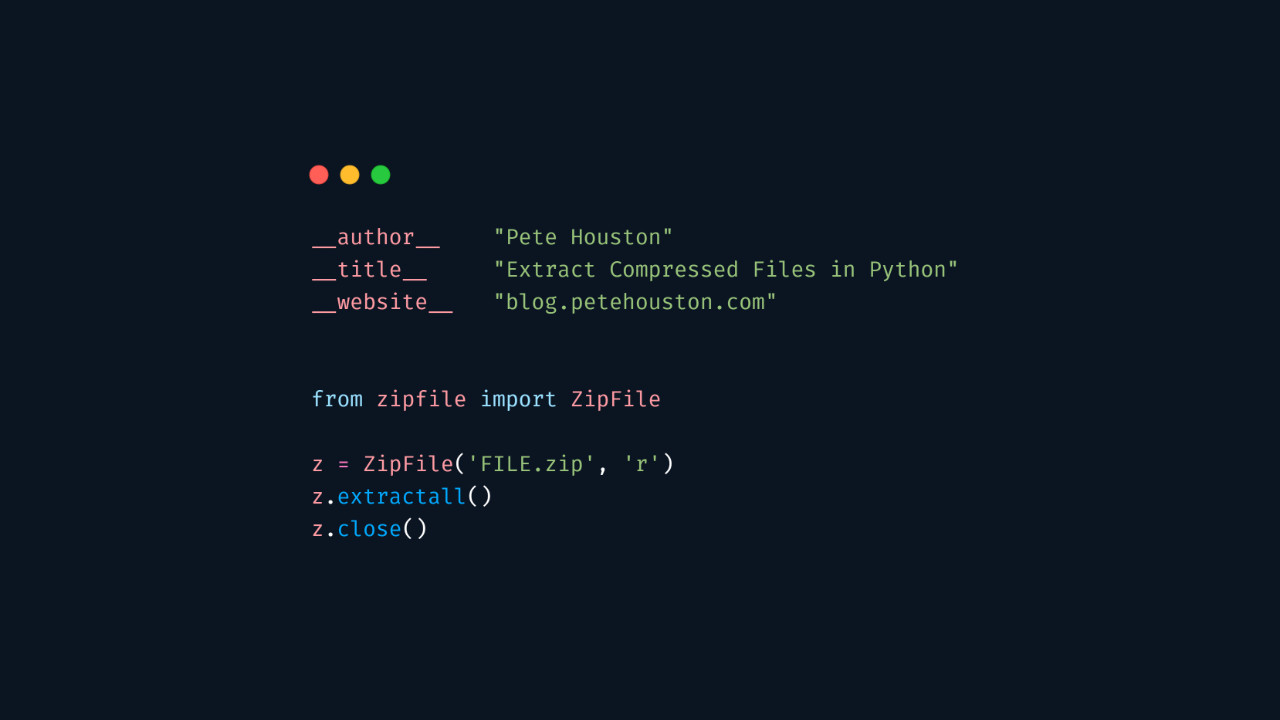 __author__ "Pete Houston"
__title__ "Extract Compressed Files in Python"
__website__ "blog.petehouston.com"
from zipfile import ZipFile
z = ZipFile('FILE.zip', 'r')
z.extractall()
z.close()